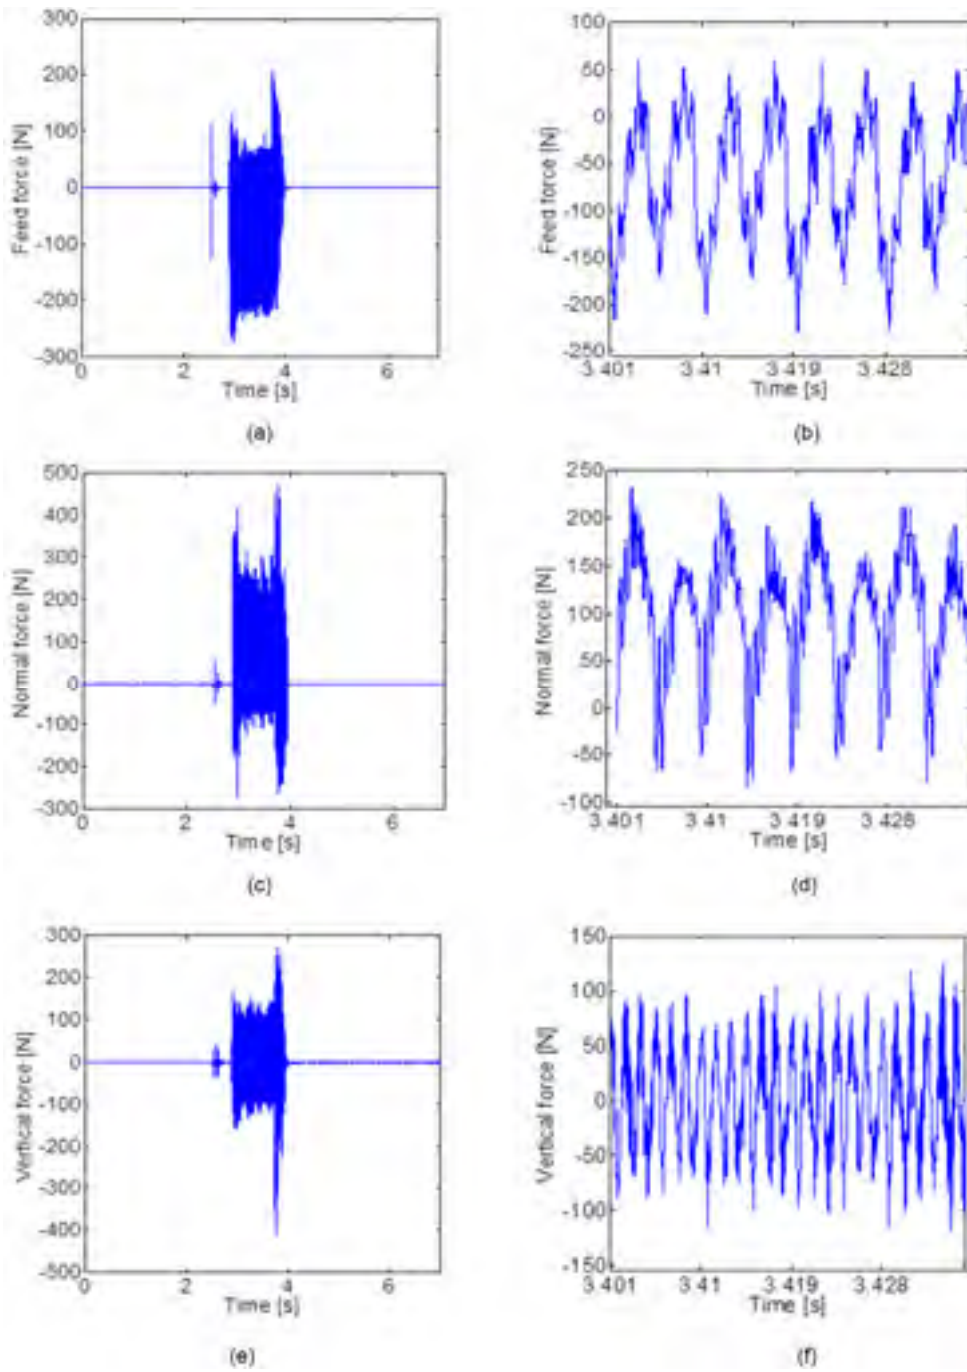 300
200
100
0
-100
-200
-300
Feed force [N]
0 2 4 6
Time [s]
(a)
100
50
0
-50
-100
-150
-200
-250
Feed force [N]
3 401 3 41 3 419 3 428
Time [s]
(b)
500
400
300
200
100
0
-100
-200
-300
Normal force [N]
0 2 4 6
Time [s]
(c)
250
200
150
100
50
0
-50
-100
Normal force [N]
3 401 3 41 3 419 3 428
Time [s]
(d)
300
200
100
0
-100
-200
-300
-400
-500
Vertical force [N]
0 2 4 6
Time [s]
(e)
150
100
50
0
-50
-100
-150
Vertical force [N]
3 401 3 41 3 419 3 428
Time [s]
(f)